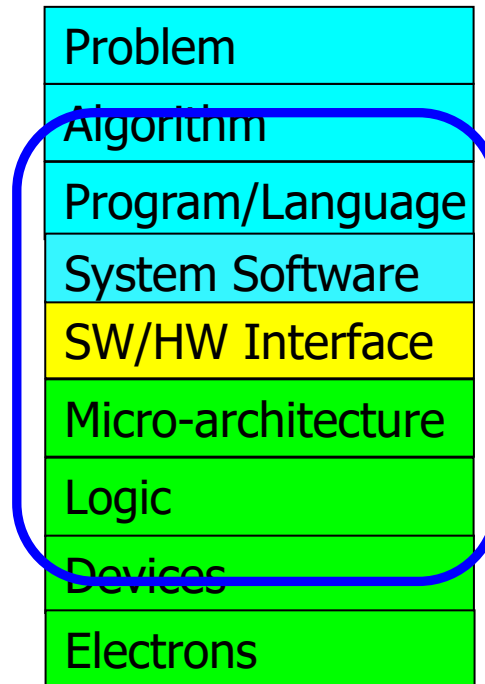 Problem
Algorithm
Program/Language
System Software
SW/HW Interface
Micro-architecture
Logic
Devices
Electrons